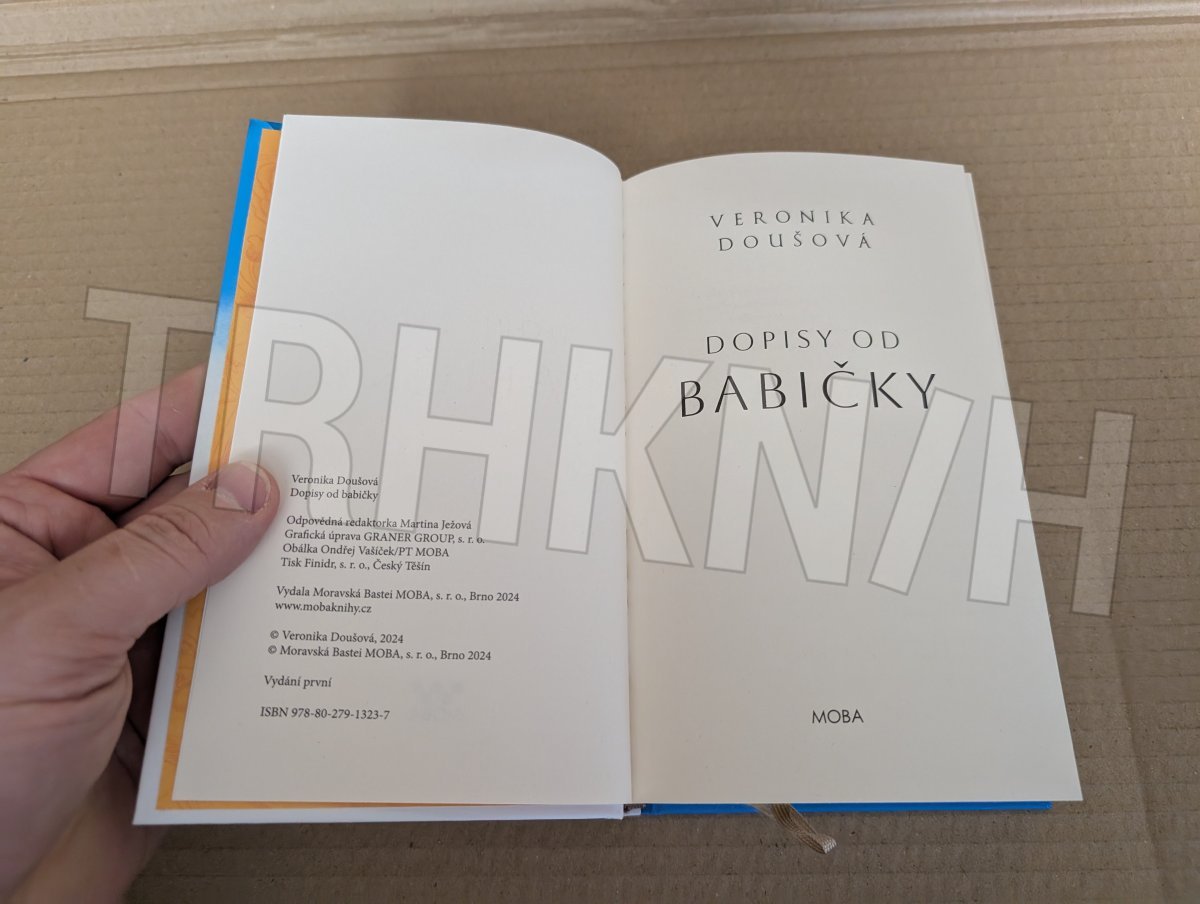 Veronika Doušová
Dopisy od babičky
Odpovědná redaktorka Martina Ježová
Grafická úprava GRANER GROUP, s. r. o.
Obálka Ondřej Vašíček/PT MOBA
Tisk Finidr, s. r. o., Český Těšín
Vydala Moravská Bastei MOBA, s. r. o., Brno 2024
www.mobaknihy.cz
© Veronika Doušová, 2024
© Moravská Bastei MOBA, s. r. o., Brno 2024
Vydání první
ISBN 978-80-279-1323-7
VERONIKA
DOUŠOVÁ
DOPISY OD
BABIČKY
MOBA
TRHKNIH